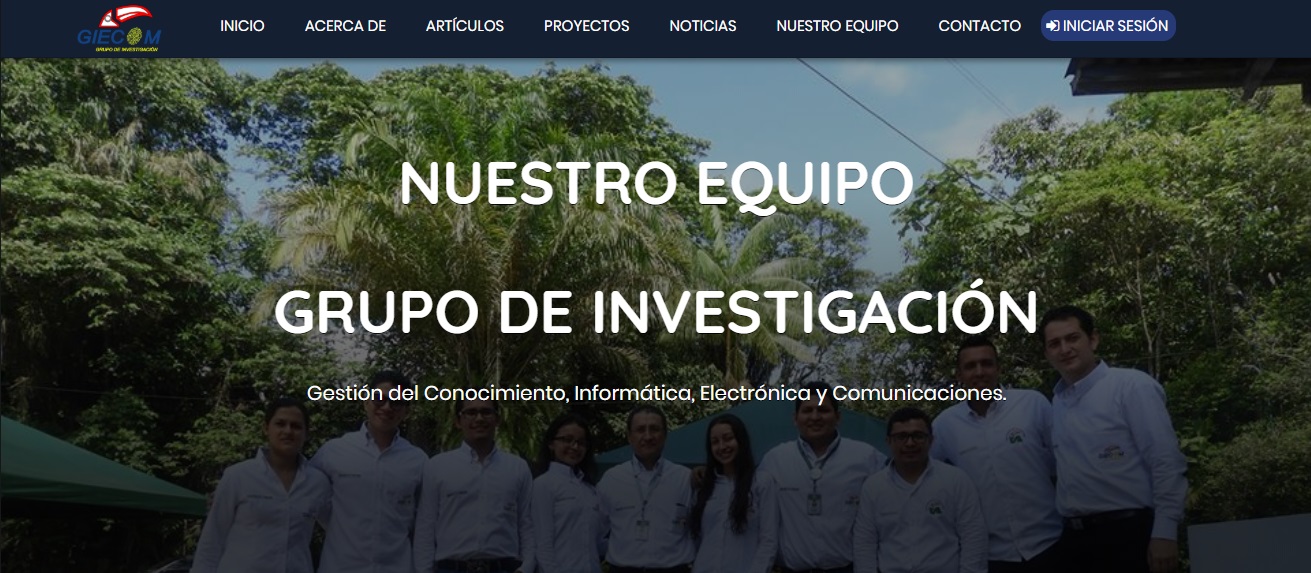 GIECOM
GRUPO DE INVESTIGACIÓN
INICIO
ACERCA DE
ARTÍCULOS
PROYECTOS
NOTICIAS
NUESTRO EQUIPO
CONTACTO
INICIAR SESIÓN
NUESTRO EQUIPO
GRUPO DE INVESTIGACIÓN
Gestión del Conocimiento, Informática, Electrónica y Comunicaciones.